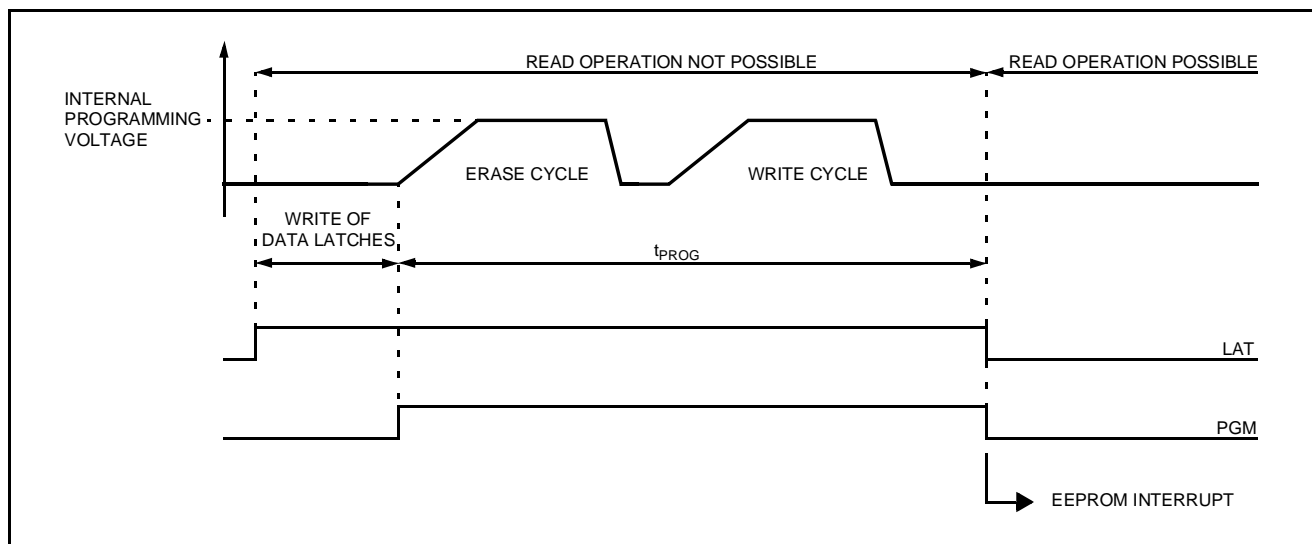 READ OPERATION NOT POSSIBLE
READ OPERATION POSSIBLE
INTERNAL
PROGRAMMING
VOLTAGE
ERASE CYCLE
WRITE CYCLE
WRITE OF
DATA LATCHES
tPROG
LAT
PGM
EEPROM INTERRUPT